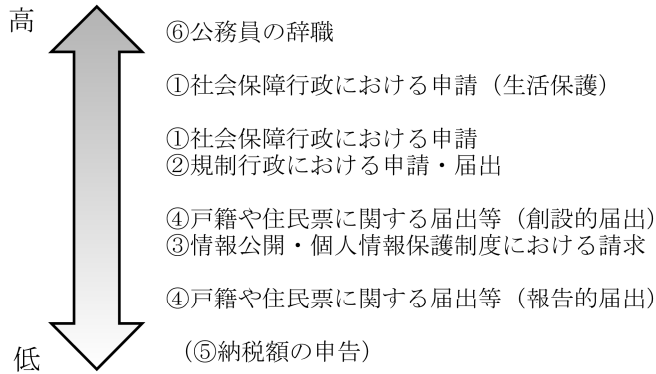 高
⑥公務員の辞職
①社会保障行政における申請（生活保護）
①社会保障行政における申請
②規制行政における申請・届出
④戸籍や住民票に関する届出等（創設的届出）
③情報公開・個人情報保護制度における請求
④戸籍や住民票に関する届出等（報告的届出）
低
（⑤納税額の申告）